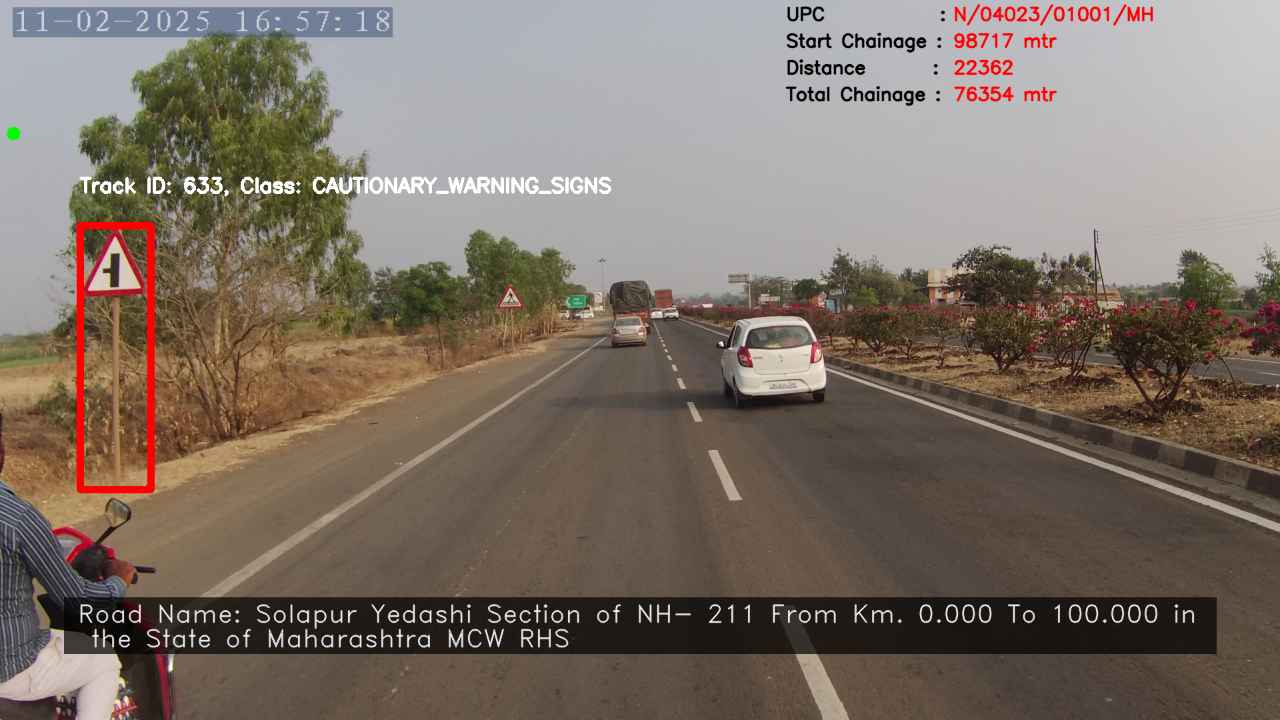 11-02-2025 16:57:18
UPC : N/04023/01001/MH
Start Chainage : 98717 mtr
Distance : 22362
Total Chainage : 76354 mtr
Track ID: 633, Class: CAUTIONARY_WARNING_SIGNS
Road Name: Solapur Yedashi Section of NH- 211 From Km. 0.000 To 100.000 in
the State of Maharashtra MCW RHS